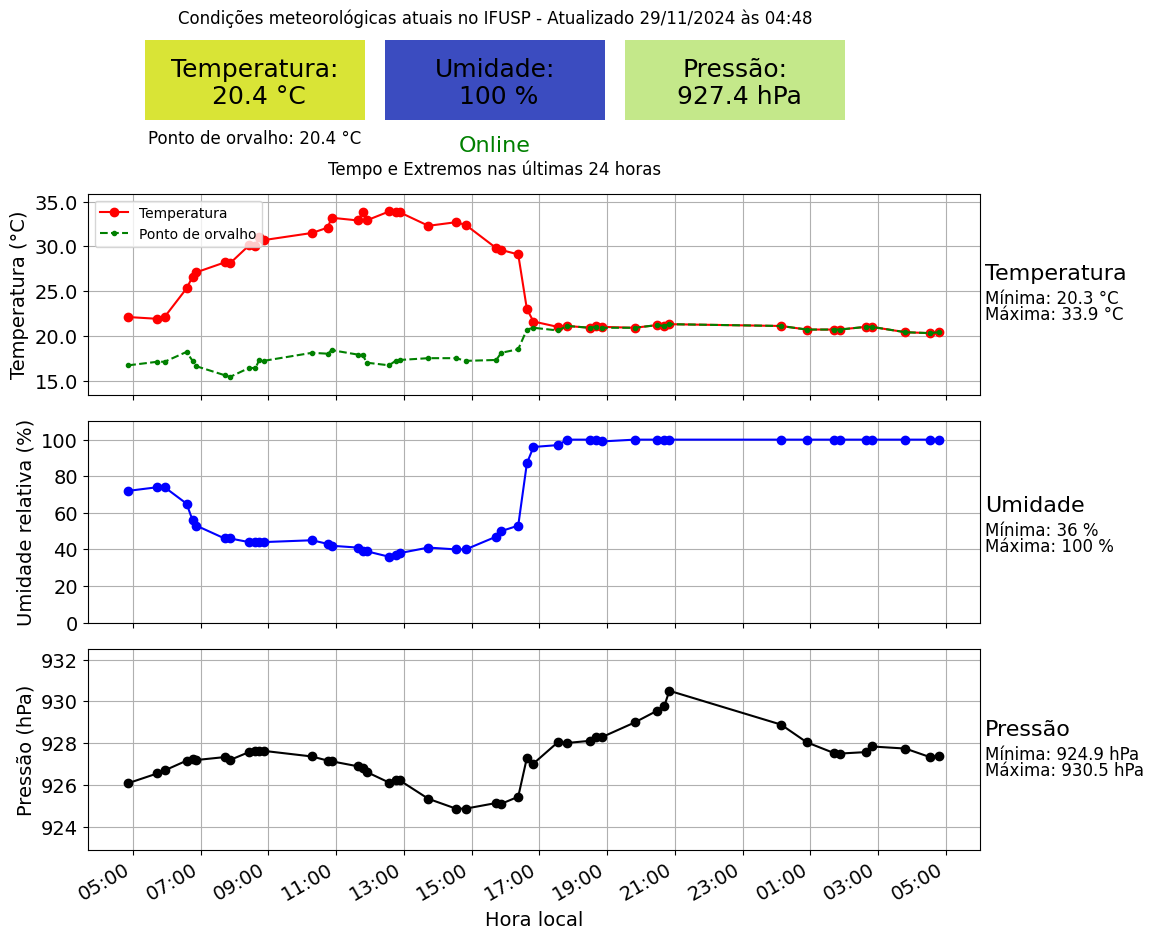 Condições meteorológicas atuais no IFUSP - Atualizado 29/11/2024 às 04:48
Temperatura:
20.4 °C
Umidade:
100 %
Pressão:
927.4 hPa
Ponto de orvalho: 20.4 °C
Online
Tempo e Extremos nas últimas 24 horas
Temperatura (°C)
35.0
30.0
25.0
20.0
15.0
Temperatura
Ponto de orvalho
Temperatura
Mínima: 20.3 °C
Máxima: 33.9 °C
Umidade relativa (%)
100
80
60
40
20
0
Umidade
Mínima: 36 %
Máxima: 100 %
Pressão (hPa)
932
930
928
926
924
Pressão
Mínima: 924.9 hPa
Máxima: 930.5 hPa
05:00 07:00 09:00 11:00 13:00 15:00 17:00 19:00 21:00 23:00 01:00 03:00 05:00
Hora local